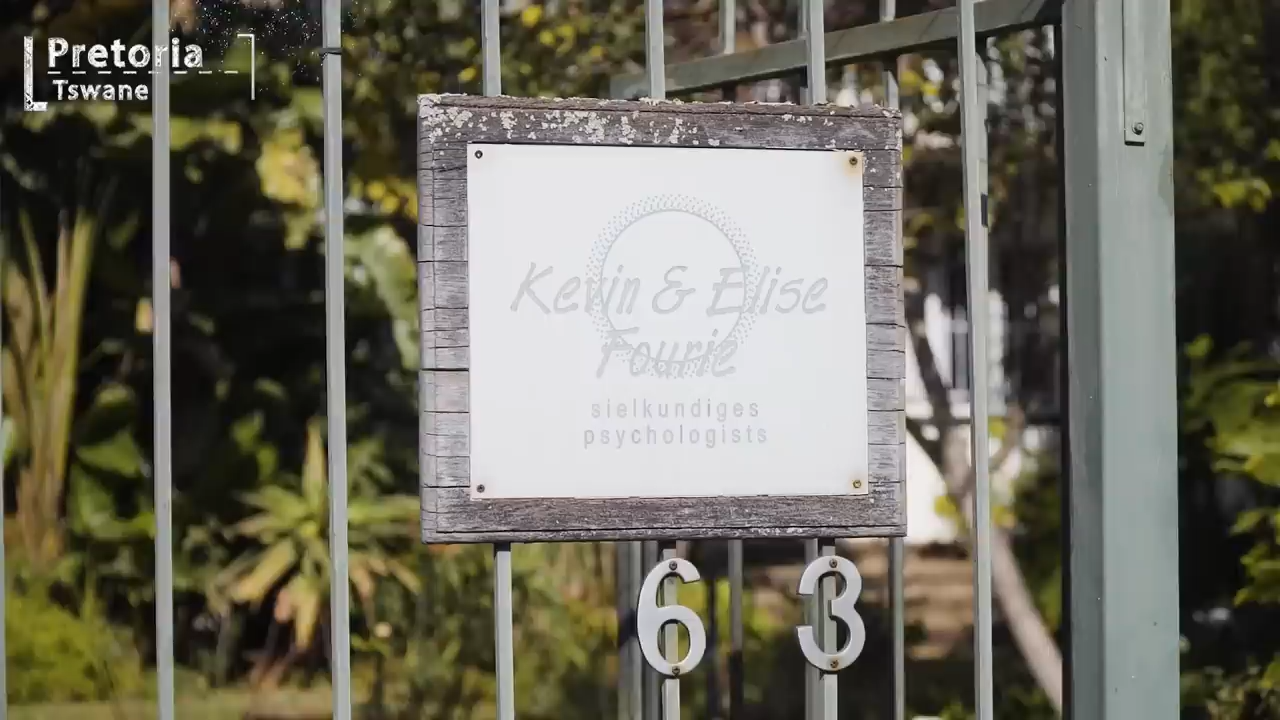 Pretoria
Tswane
Kevin & Elise
Fourie
sielkundiges
psychologists
63